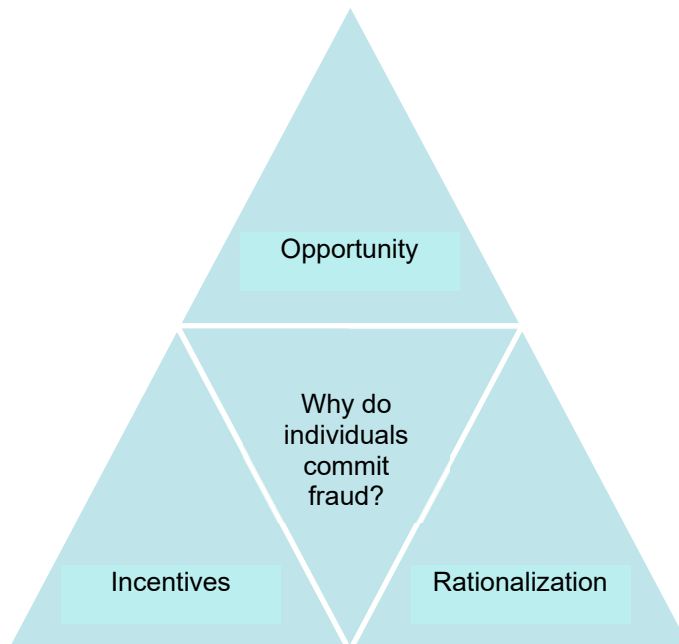 Opportunity
Why do
individuals
commit
fraud?
Incentives
Rationalization